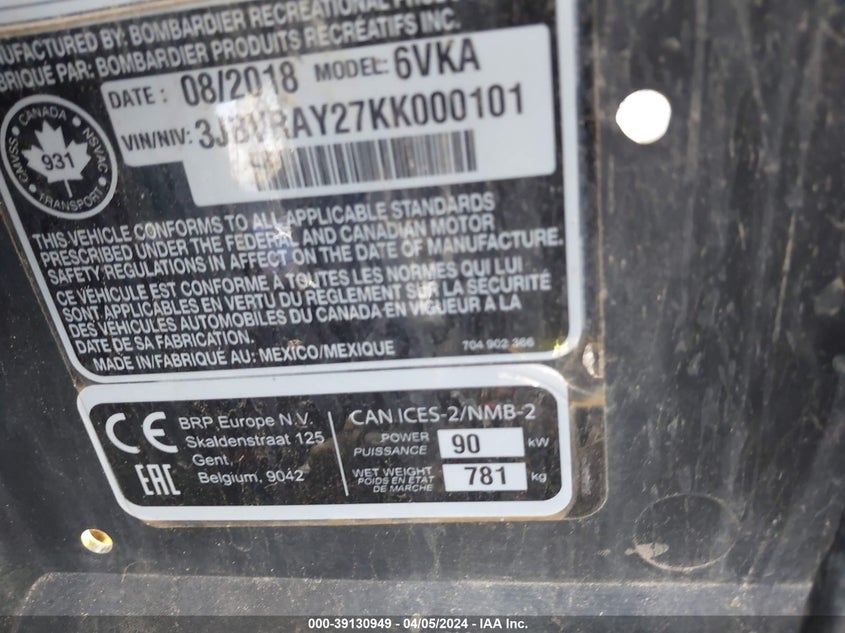 NUFACTURED BY: BOMBARDIER RECREATIONAL
BRIQUÉ PAR: BOMBARDIER PRODUITS RÉCRÉATIFS INC.
DATE : 08/2018 MODEL: 6VKA
VIN/NIV: 3JBVRAY27KK000101
CANADA
931
TRANSPORT
NSVAC
THIS VEHICLE CONFORMS TO ALL APPLICABLE STANDARDS
PRESCRIBED UNDER THE FEDERAL AND CANADIAN MOTOR
SAFETY REGULATIONS IN AFFECT ON THE DATE OF MANUFACTURE.
CE VÉHICULE EST CONFORME À TOUTES LES NORMES QUI LUI
SONT APPLICABLES EN VERTU DU RÈGLEMENT SUR LA SÉCURITÉ
DES VÉHICULES AUTOMOBILES DU CANADA EN VIGUEUR À LA
DATE DE SA FABRICATION.
MADE IN/FABRIQUÉ AU: MEXICO/MEXIQUE
704 902 366
CE
EAC
BRP Europe N.V.
Skaldenstraat 125
Gent,
Belgium, 9042
CAN ICES-2/NMB-2
POWER
PUISSANCE 90 kW
WET WEIGHT
POIDS EN ÉTAT
DE MARCHE 781 kg
000-39130949 - 04/05/2024 - IAA Inc.